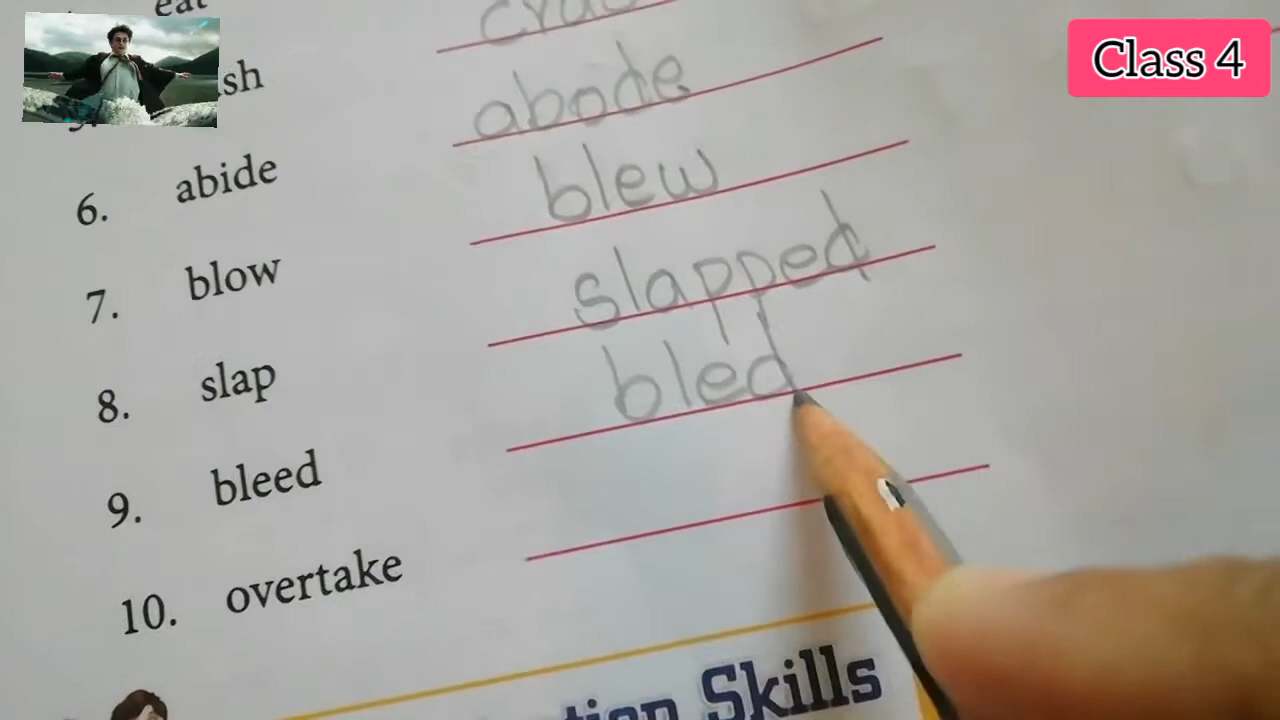 eat
Class 4
sh
abode
6. abide
blew
7. blow
slapped
8. slap
bled
9. bleed
10. overtake
tion Skills